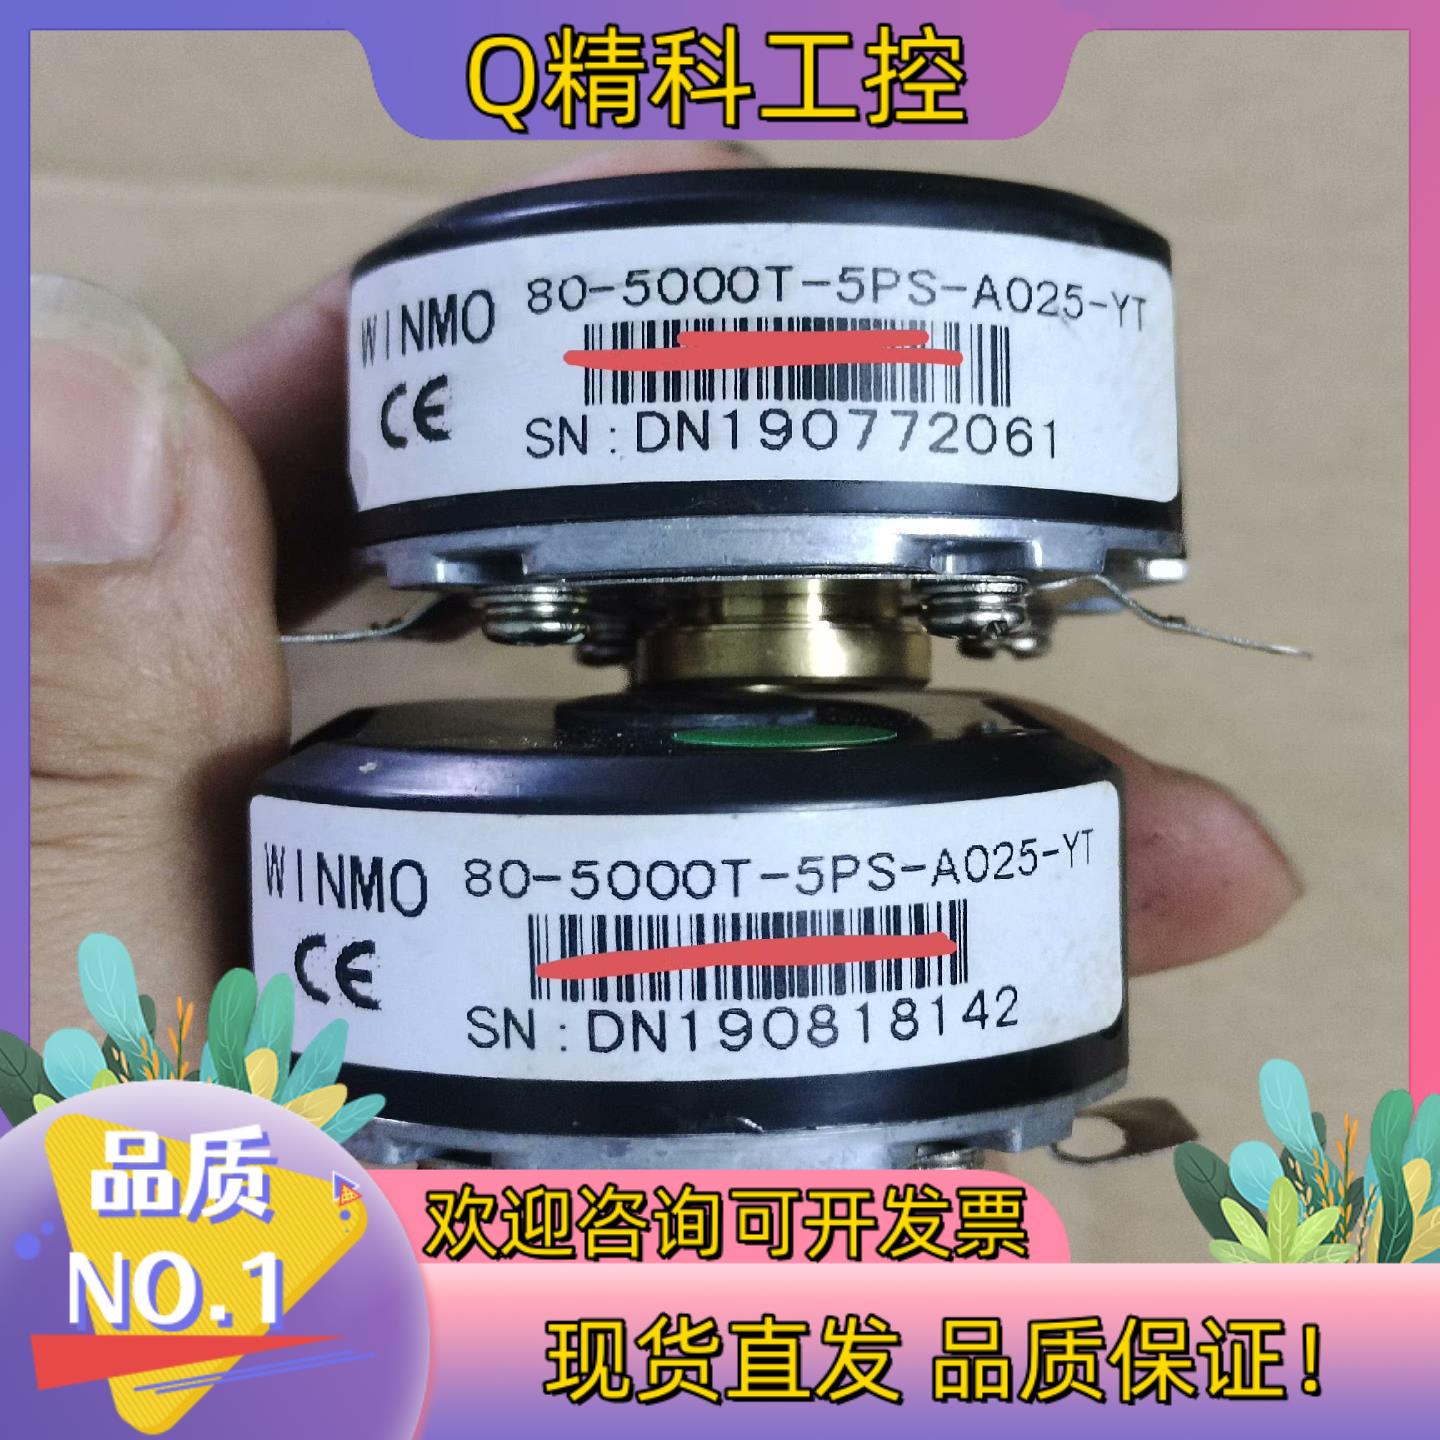 Q精科工控
WINMO 80-5000T-5PS-A025-YT
CE
SN:DN190772061
WINMO 80-5000T-5PS-A025-YT
CE
SN:DN190818142
品质
NO.1
欢迎咨询可开发票
现货直发 品质保证!